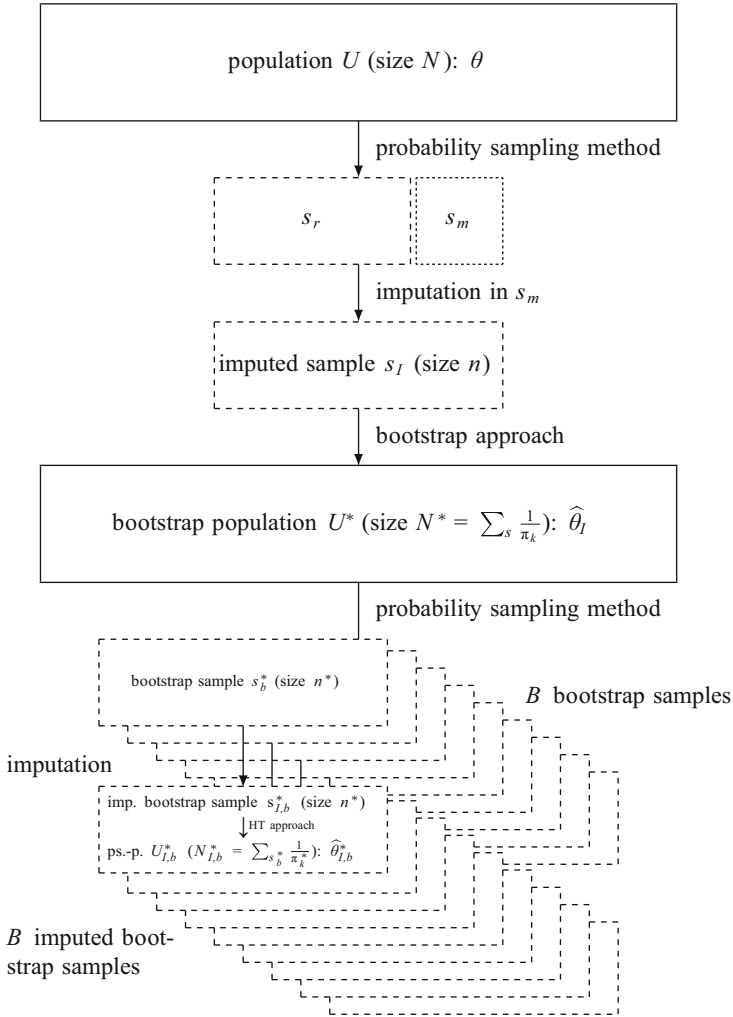 population U (size N): θ
probability sampling method
s_r
s_m
imputation in s_m
imputed sample s_I (size n)
bootstrap approach
bootstrap population U* (size N* = ∑_s 1/π_k): θ̂_I
probability sampling method
bootstrap sample s*_b (size n*)
B bootstrap samples
imputation
imp. bootstrap sample s*_{I,b} (size n*)
HT approach
ps.-p. U*_{I,b} (N*_{I,b} = ∑_{s*_b} 1/π*_k): θ̂*_{I,b}
B imputed boot-
strap samples